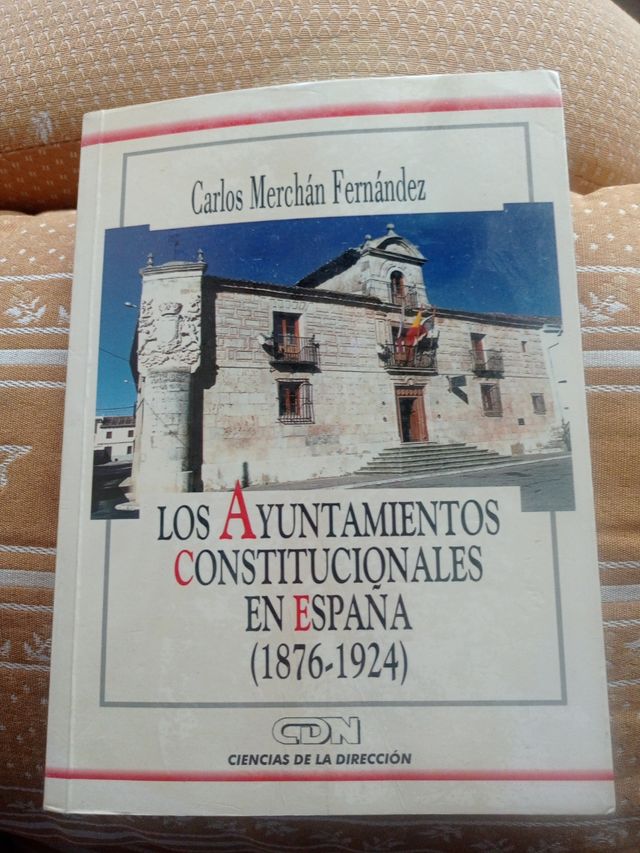 Carlos Merchán Fernández
LOS AYUNTAMIENTOS
CONSTITUCIONALES
EN ESPAÑA
(1876-1924)
CDN
CIENCIAS DE LA DIRECCIÓN